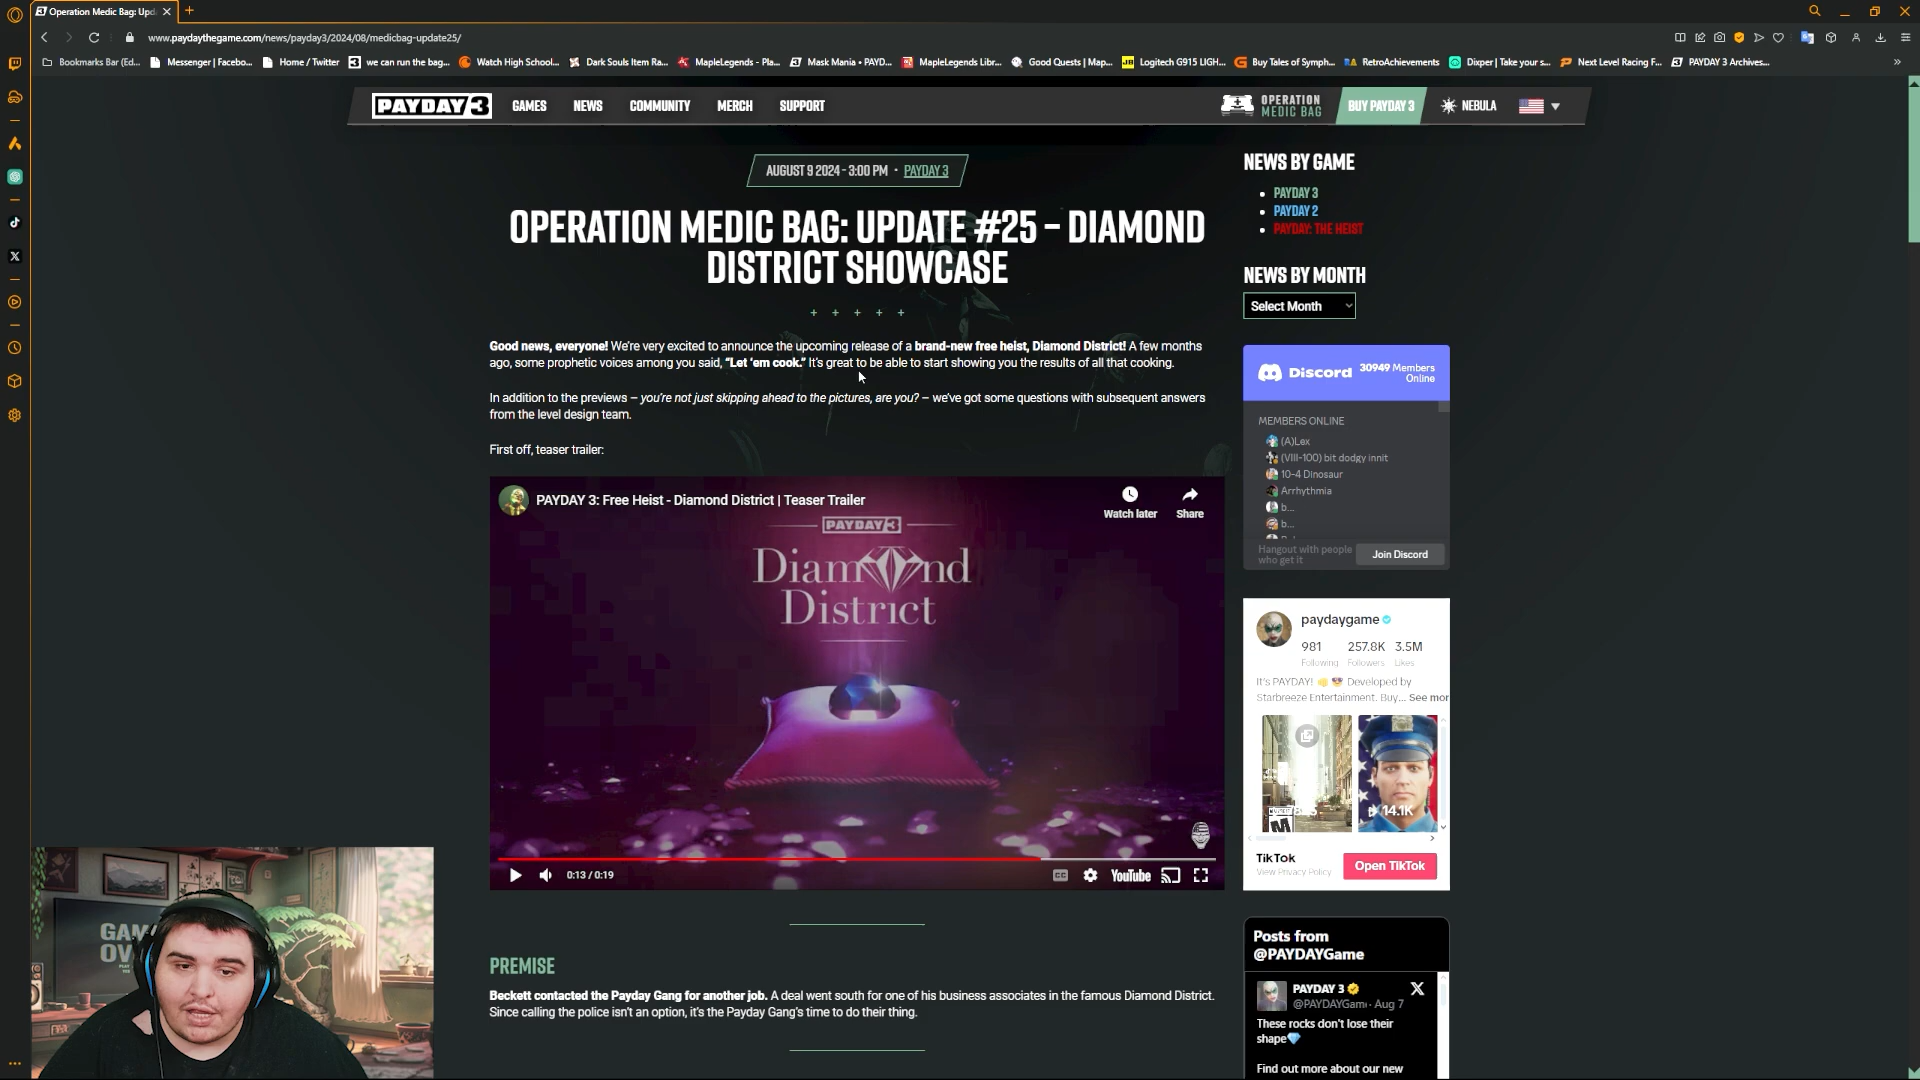 Operation Medic Bag: Upd
www.paydaythegame.com/news/payday3/2024/08/medicbag-update25/
Bookmarks Bar (Ed... Messenger | Facebo... Home / Twitter we can run the bag... Watch High School... Dark Souls Item Ra... MapleLegends - Pla... Mask Mania • PAYD... MapleLegends Libr... Good Quests | Map... Logitech G915 LIGH... Buy Tales of Symph... RetroAchievements Dixper | Take your s... Next Level Racing F... PAYDAY 3 Archives...
PAYDAY 3 GAMES NEWS COMMUNITY MERCH SUPPORT OPERATION MEDIC BAG BUY PAYDAY 3 NEBULA
AUGUST 9 2024 - 3:00 PM • PAYDAY 3
OPERATION MEDIC BAG: UPDATE #25 – DIAMOND
DISTRICT SHOWCASE
+ + + + +
Good news, everyone! We're very excited to announce the upcoming release of a brand-new free heist, Diamond District! A few months
ago, some prophetic voices among you said, “Let ‘em cook.” It's great to be able to start showing you the results of all that cooking.
In addition to the previews – you're not just skipping ahead to the pictures, are you? – we've got some questions with subsequent answers
from the level design team.
First off, teaser trailer:
PAYDAY 3: Free Heist - Diamond District | Teaser Trailer
Watch later Share
PAYDAY 3
Diamond
District
0:13 / 0:19
CC YouTube
PREMISE
Beckett contacted the Payday Gang for another job. A deal went south for one of his business associates in the famous Diamond District.
Since calling the police isn't an option, it's the Payday Gang's time to do their thing.
NEWS BY GAME
PAYDAY 3
PAYDAY 2
PAYDAY: THE HEIST
NEWS BY MONTH
Select Month
Discord 30949 Members
Online
MEMBERS ONLINE
(A)Lex
(VIII-100) bit dodgy innit
10-4 Dinosaur
Arrhythmia
b...
b...
Hangout with people
who get it
Join Discord
paydaygame
981 257.8K 3.5M
Following Followers Likes
It's PAYDAY! Developed by
Starbreeze Entertainment. Buy... See mor
14.1K
TikTok
View Privacy Policy
Open TikTok
Posts from
@PAYDAYGame
PAYDAY 3
@PAYDAYGam · Aug 7
These rocks don't lose their
shape
Find out more about our new
GAM
OV